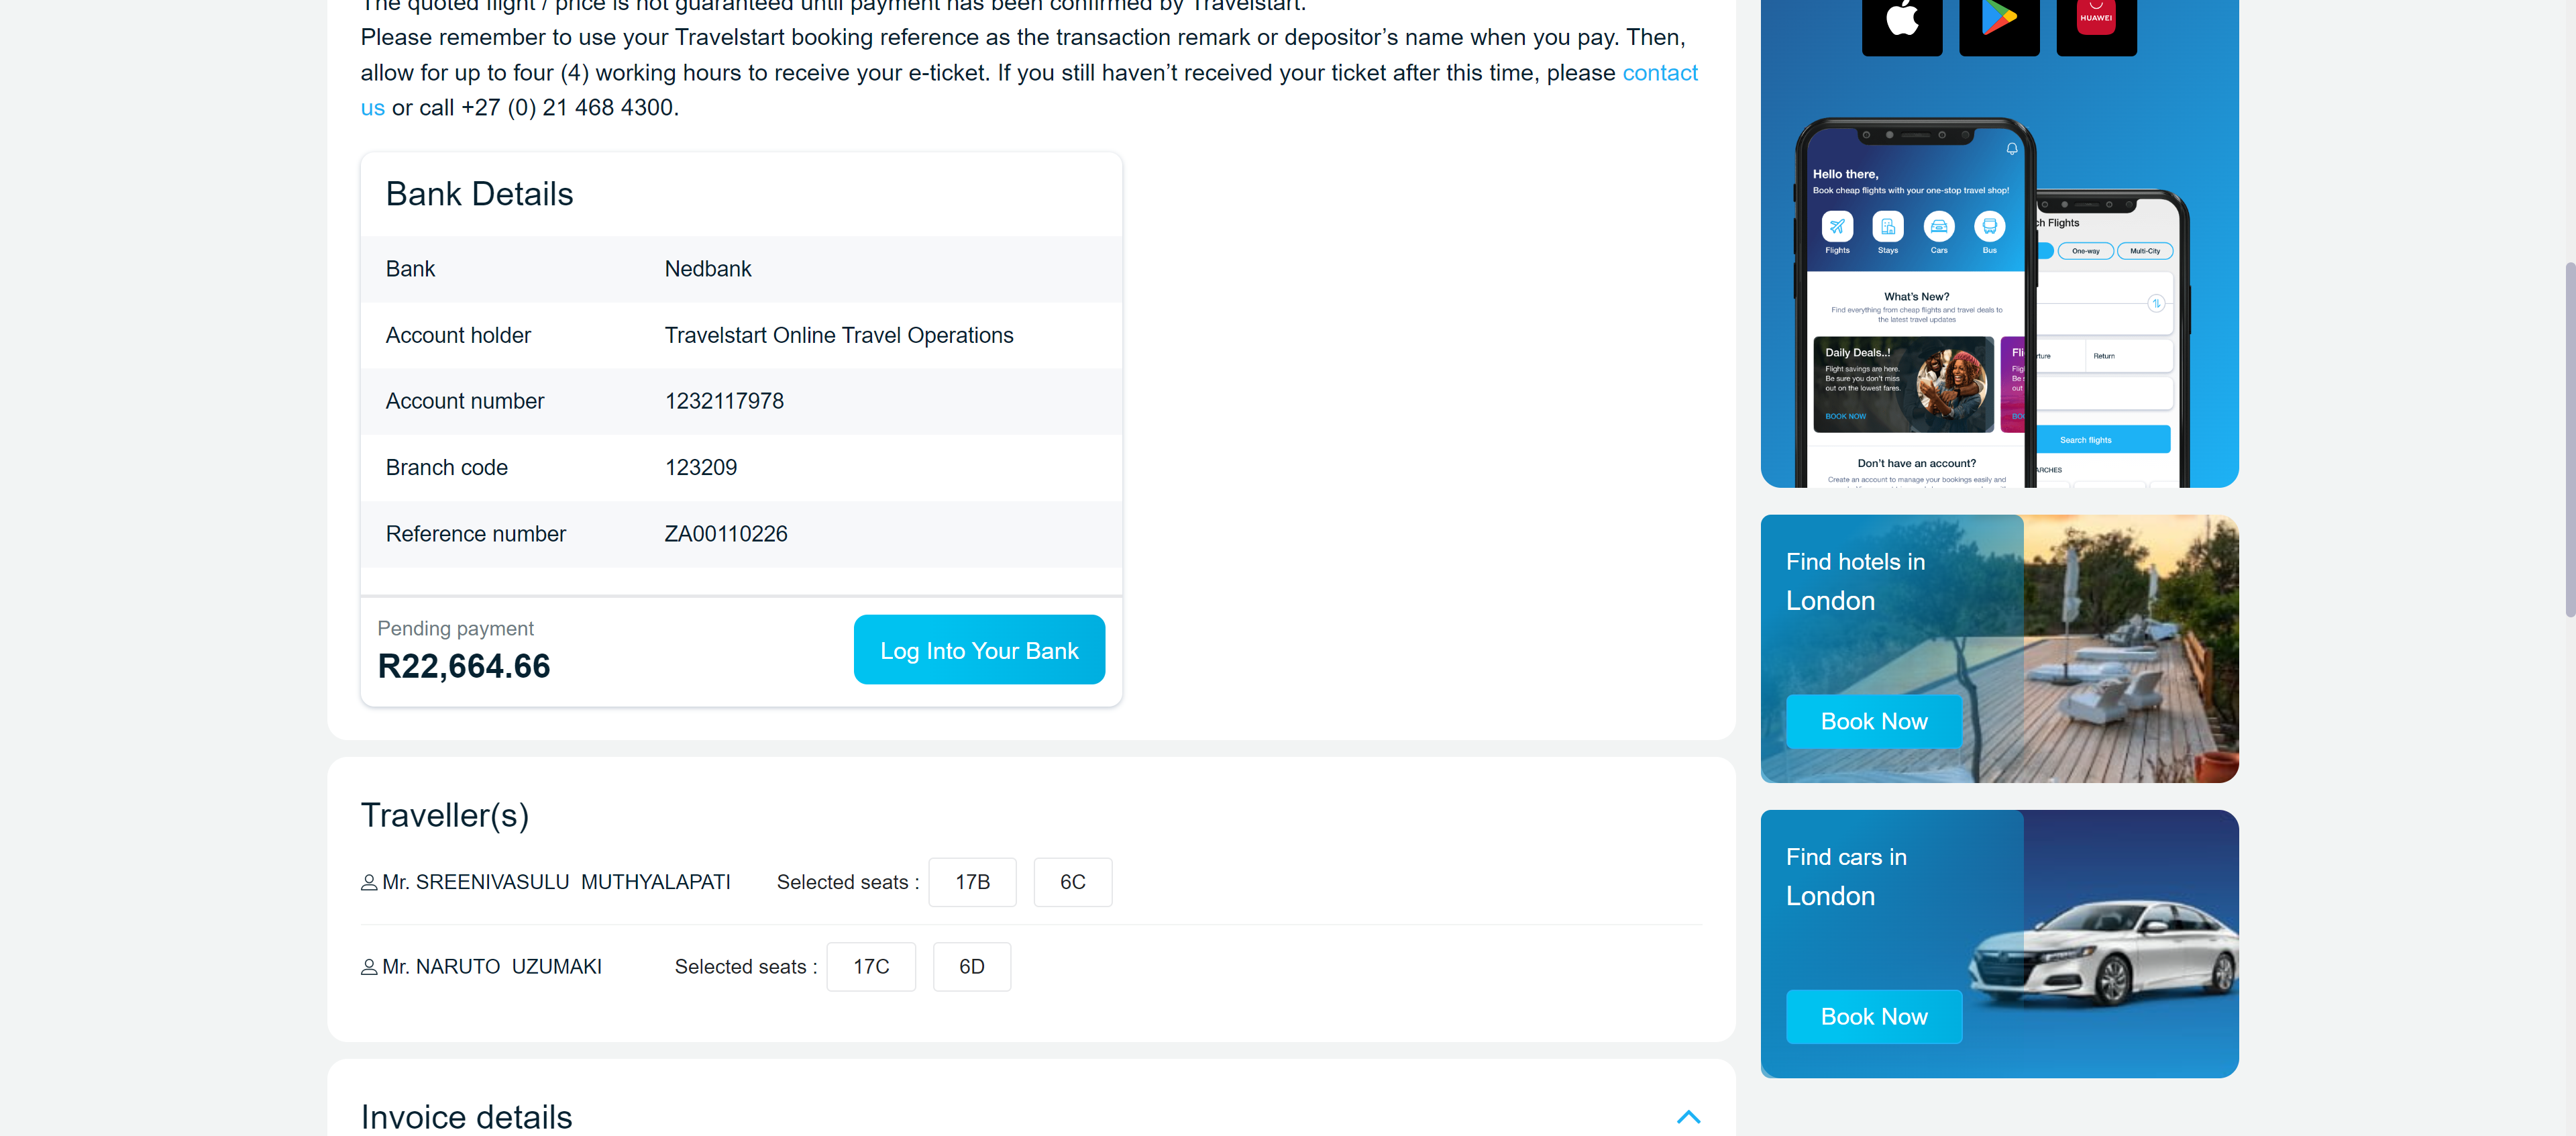 The quoted flight / price is not guaranteed until payment has been confirmed by Travelstart.
Please remember to use your Travelstart booking reference as the transaction remark or depositor's name when you pay. Then,
allow for up to four (4) working hours to receive your e-ticket. If you still haven't received your ticket after this time, please contact
us or call +27 (0) 21 468 4300.
Bank Details
Bank Nedbank
Account holder Travelstart Online Travel Operations
Account number 1232117978
Branch code 123209
Reference number ZA00110226
Pending payment
R22,664.66
Log Into Your Bank
Traveller(s)
Mr. SREENIVASULU MUTHYALAPATI Selected seats : 17B 6C
Mr. NARUTO UZUMAKI Selected seats : 17C 6D
Invoice details
HUAWEI
Hello there,
Book cheap flights with your one-stop travel shop!
Flights Stays Cars Bus
What's New?
Find everything from cheap flights and travel deals to
the latest travel updates
Daily Deals..!
Flight savings are here.
Be sure you don't miss
out on the lowest fares.
BOOK NOW
Don't have an account?
Create an account to manage your bookings easily and
Flights
One-way Multi-City
Return
Search flights
Find hotels in
London
Book Now
Find cars in
London
Book Now